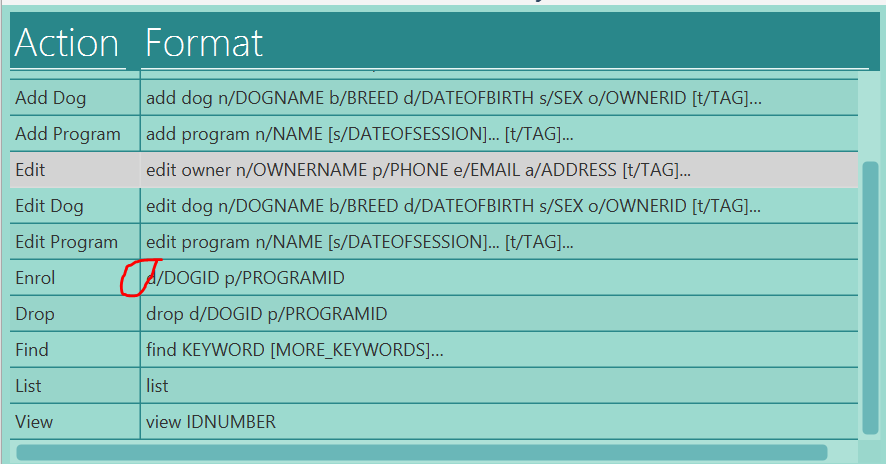 Action Format
Add Dog add dog n/DOGNAME b/BREED d/DATEOFBIRTH s/SEX o/OWNERID [t/TAG]...
Add Program add program n/NAME [s/DATEOFSESSION]... [t/TAG]...
Edit edit owner n/OWNERNAME p/PHONE e/EMAIL a/ADDRESS [t/TAG]...
Edit Dog edit dog n/DOGNAME b/BREED d/DATEOFBIRTH s/SEX o/OWNERID [t/TAG]...
Edit Program edit program n/NAME [s/DATEOFSESSION]... [t/TAG]...
Enrol d/DOGID p/PROGRAMID
Drop drop d/DOGID p/PROGRAMID
Find find KEYWORD [MORE_KEYWORDS]...
List list
View view IDNUMBER